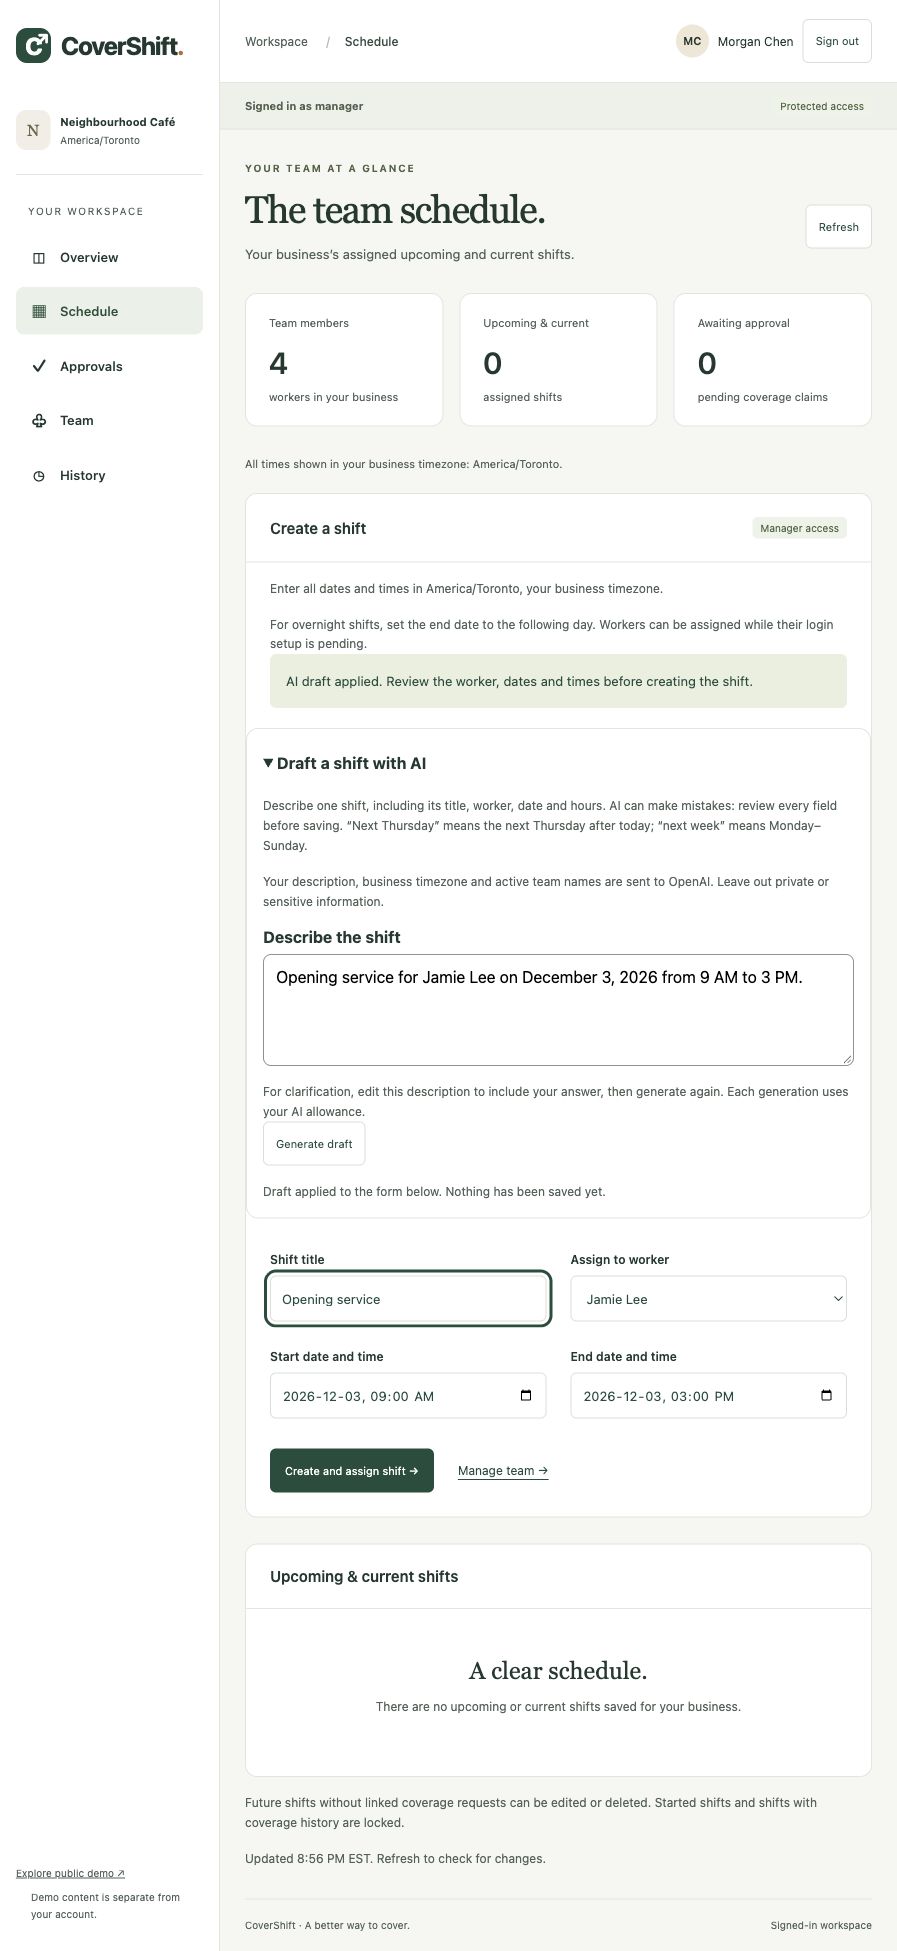 CoverShift.
N
Neighbourhood Café
America/Toronto
YOUR WORKSPACE
Overview
Schedule
Approvals
Team
History
Explore public demo ↗
Demo content is separate from
your account.
Workspace / Schedule
MC Morgan Chen Sign out
Signed in as manager Protected access
YOUR TEAM AT A GLANCE
The team schedule.
Your business's assigned upcoming and current shifts.
Refresh
Team members
4
workers in your business
Upcoming & current
0
assigned shifts
Awaiting approval
0
pending coverage claims
All times shown in your business timezone: America/Toronto.
Create a shift Manager access
Enter all dates and times in America/Toronto, your business timezone.
For overnight shifts, set the end date to the following day. Workers can be assigned while their login
setup is pending.
AI draft applied. Review the worker, dates and times before creating the shift.
▼ Draft a shift with AI
Describe one shift, including its title, worker, date and hours. AI can make mistakes: review every field
before saving. “Next Thursday” means the next Thursday after today; “next week” means Monday–
Sunday.
Your description, business timezone and active team names are sent to OpenAI. Leave out private or
sensitive information.
Describe the shift
Opening service for Jamie Lee on December 3, 2026 from 9 AM to 3 PM.
For clarification, edit this description to include your answer, then generate again. Each generation uses
your AI allowance.
Generate draft
Draft applied to the form below. Nothing has been saved yet.
Shift title
Opening service
Assign to worker
Jamie Lee
Start date and time
2026-12-03, 09:00 AM
End date and time
2026-12-03, 03:00 PM
Create and assign shift → Manage team →
Upcoming & current shifts
A clear schedule.
There are no upcoming or current shifts saved for your business.
Future shifts without linked coverage requests can be edited or deleted. Started shifts and shifts with
coverage history are locked.
Updated 8:56 PM EST. Refresh to check for changes.
CoverShift · A better way to cover. Signed-in workspace